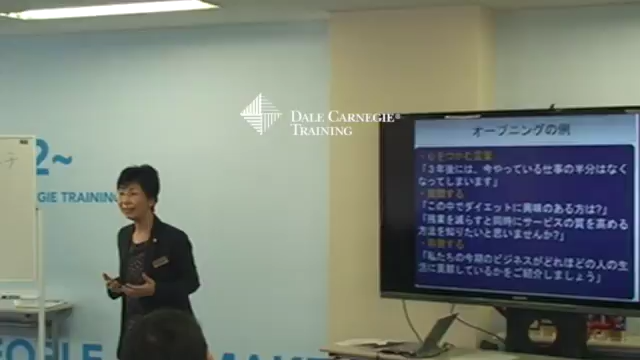 DALE CARNEGIE®
TRAINING
オープニングの例
・心をつかむ言葉
「３年後には、今やっている仕事の半分はなく
なってしまいます」
・質問する
「この中でダイエットに興味のある方は？」
「残業を減らすと同時にサービスの質を高める
方法を知りたいと思いませんか？」
「私たちの今期のビジネスがどれほどの人の生
活に貢献しているかをご紹介しましょう」
2~
EGIE TRAINING